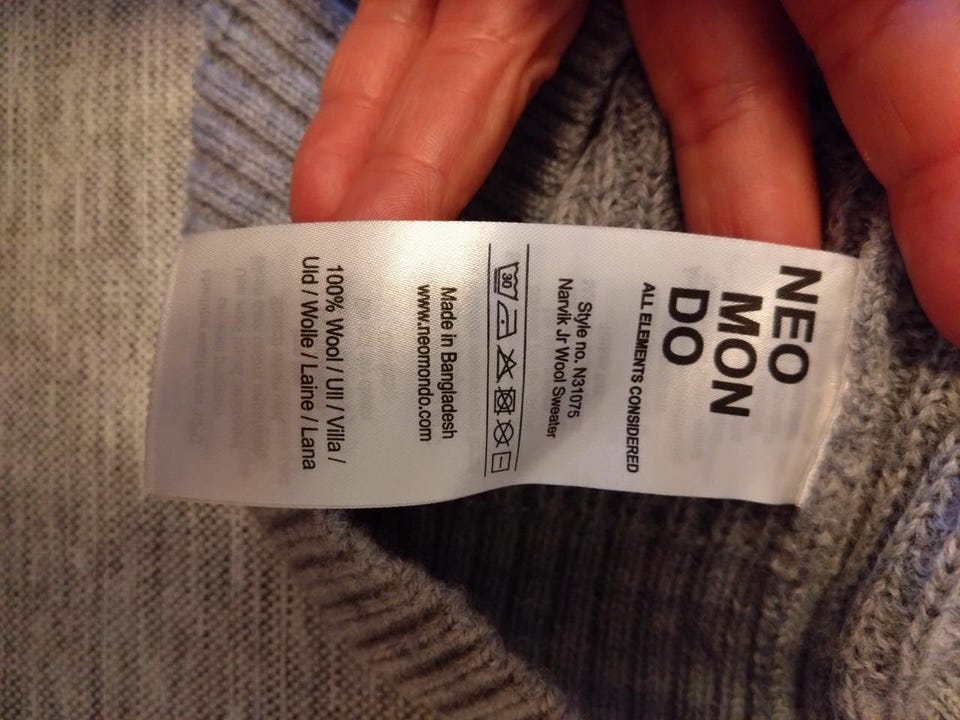 NEO
MON
DO
ALL ELEMENTS CONSIDERED
Style no. N31075
Narvik Jr Wool Sweater
30
Made in Bangladesh
www.neomondo.com
100% Wool / Ull / Villa /
Uld / Wolle / Laine / Lana